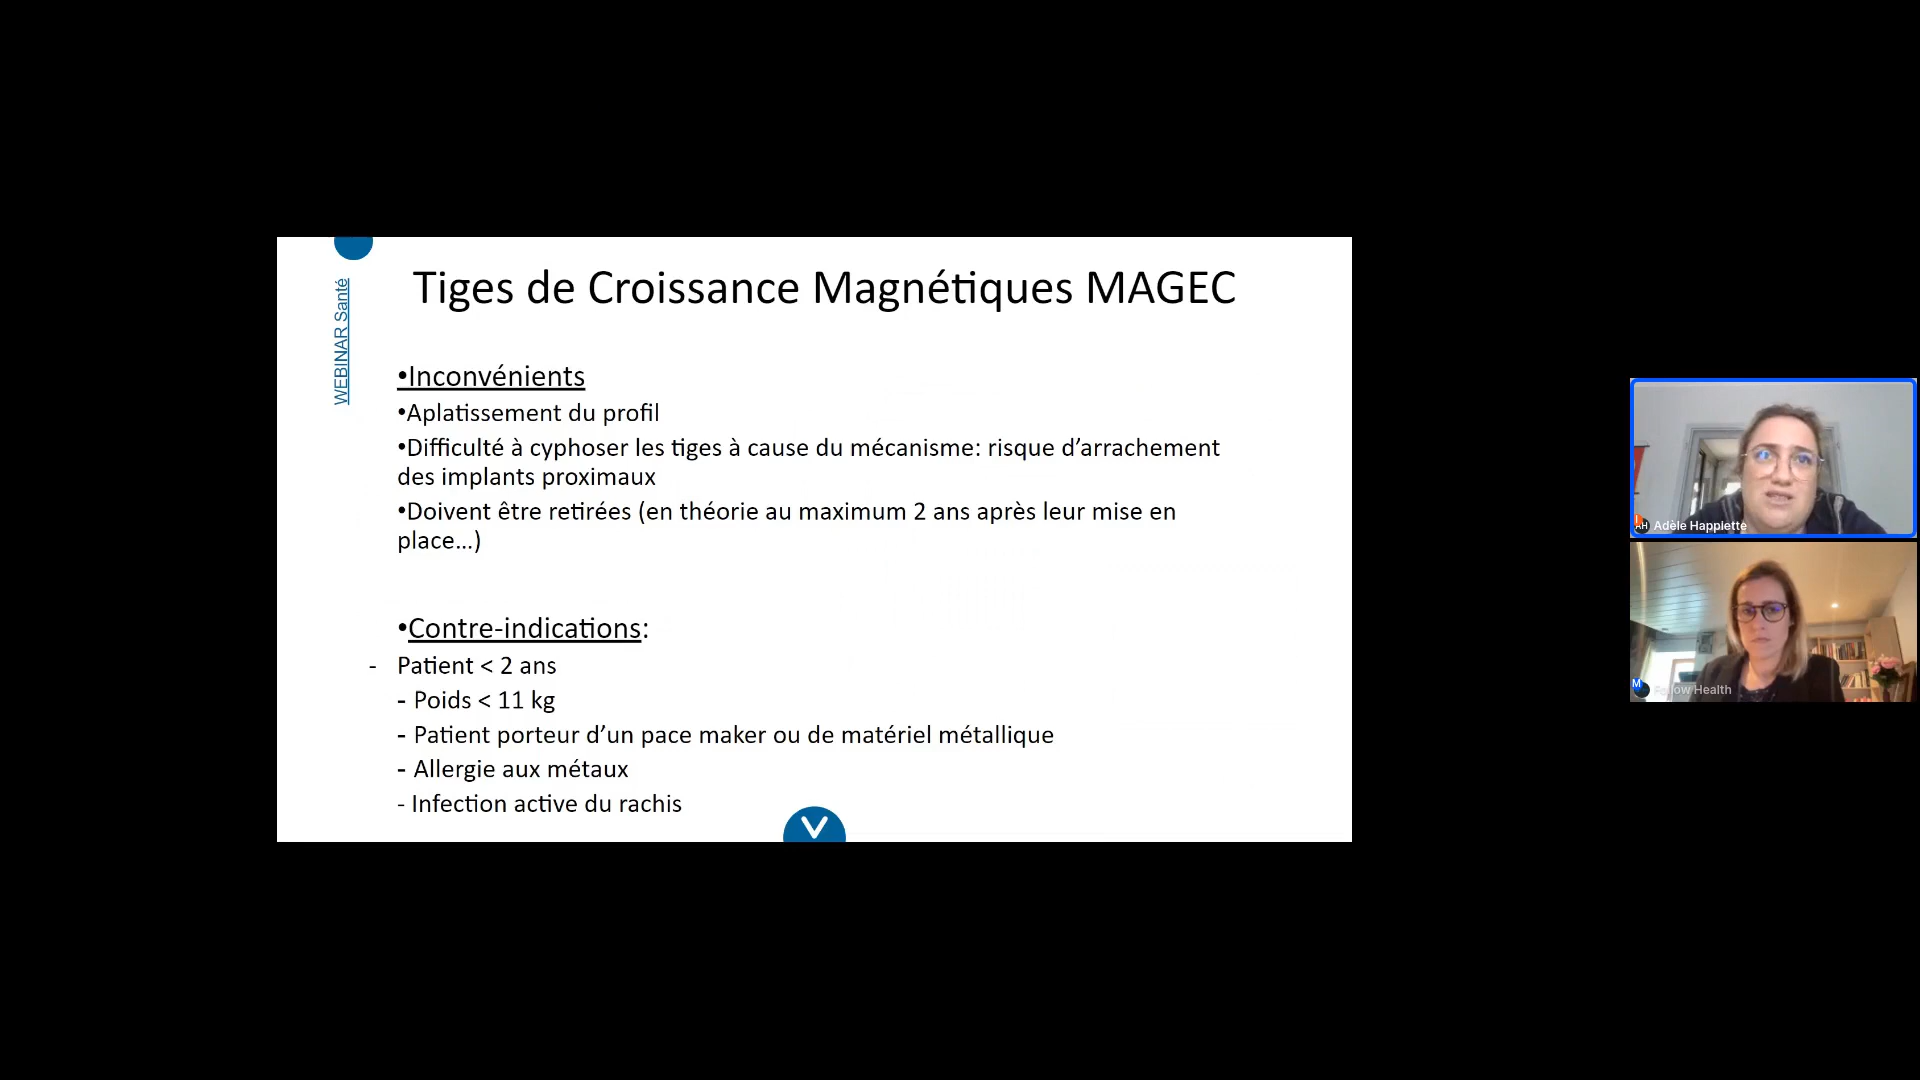 WEBINAR Santé
Tiges de Croissance Magnétiques MAGEC
•Inconvénients
•Aplatissement du profil
•Difficulté à cyphoser les tiges à cause du mécanisme: risque d’arrachement
des implants proximaux
•Doivent être retirées (en théorie au maximum 2 ans après leur mise en
place...)
•Contre-indications:
- Patient < 2 ans
- Poids < 11 kg
- Patient porteur d’un pace maker ou de matériel métallique
- Allergie aux métaux
- Infection active du rachis
AH Adèle Happlette
M Follow Health